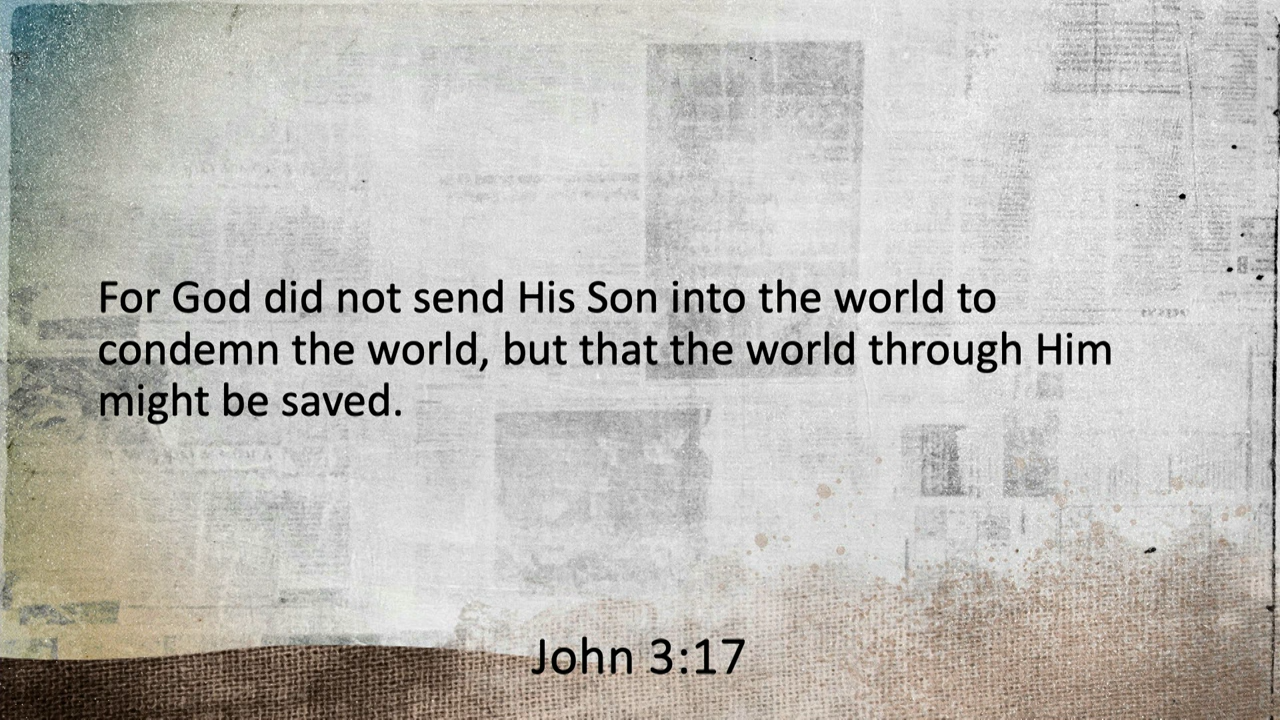 For God did not send His Son into the world to
condemn the world, but that the world through Him
might be saved.
John 3:17